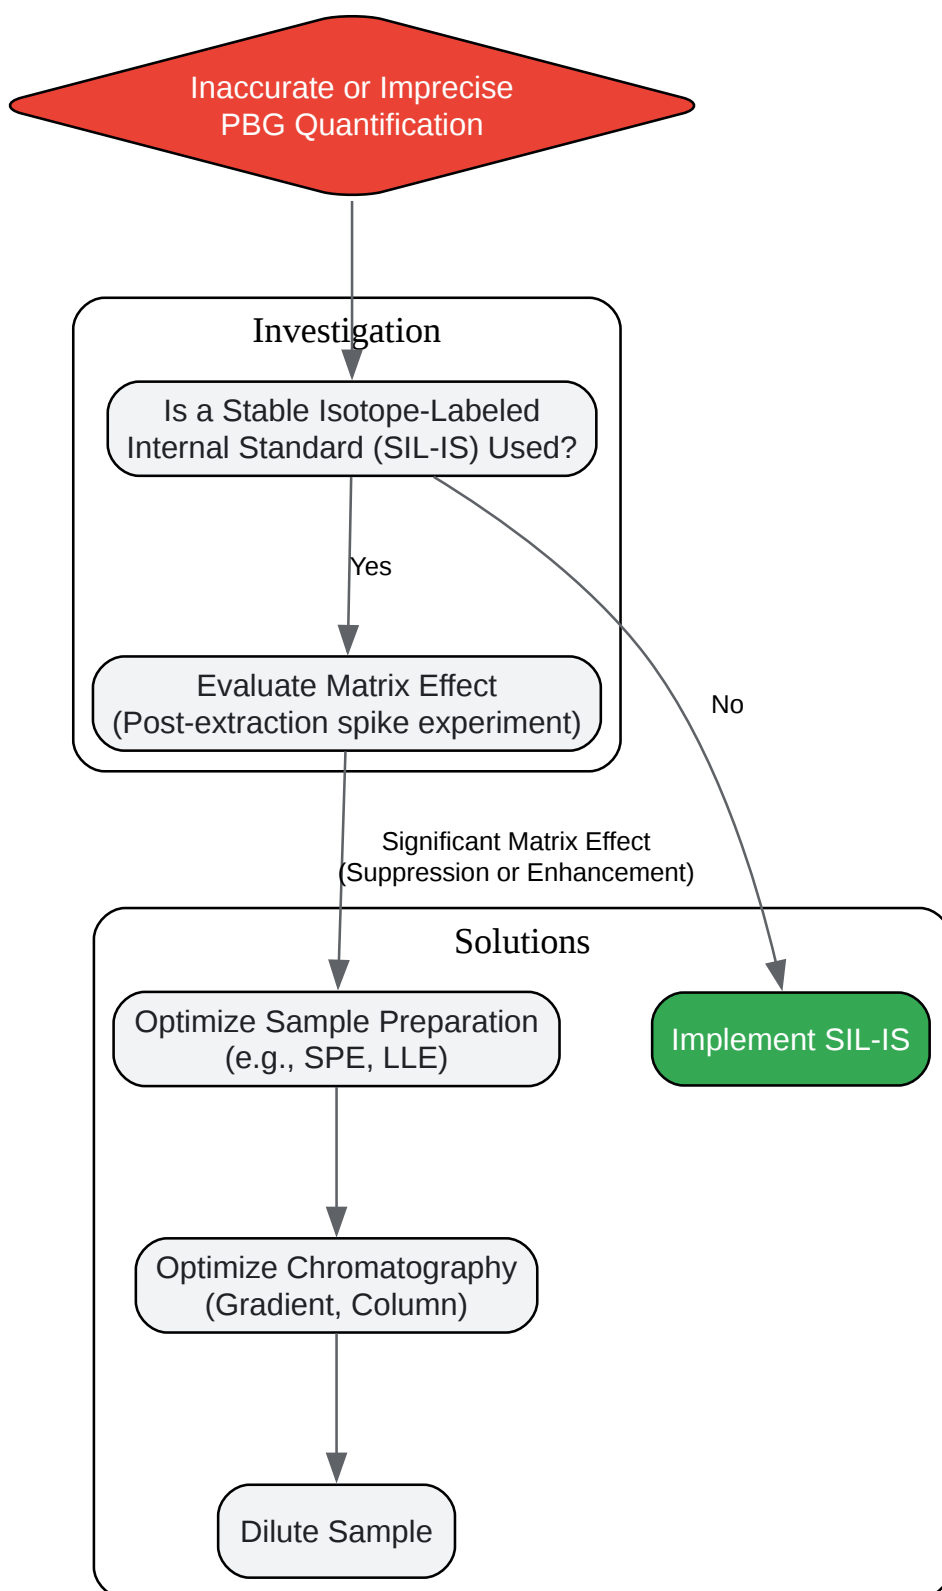 Inaccurate or Imprecise
PBG Quantification
Investigation
Is a Stable Isotope-Labeled
Internal Standard (SIL-IS) Used?
Yes
Evaluate Matrix Effect
(Post-extraction spike experiment)
No
Significant Matrix Effect
(Suppression or Enhancement)
Solutions
Optimize Sample Preparation
(e.g., SPE, LLE)
Implement SIL-IS
Optimize Chromatography
(Gradient, Column)
Dilute Sample